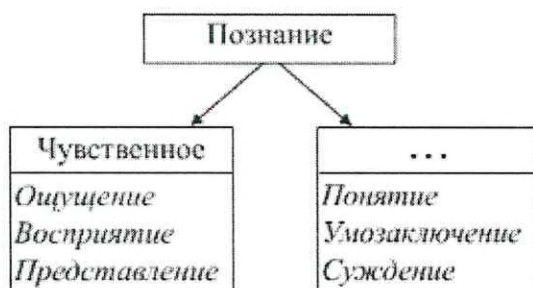 Познание
Чувственное
Ощущение
Восприятие
Представление
...
Понятие
Умозаключение
Суждение